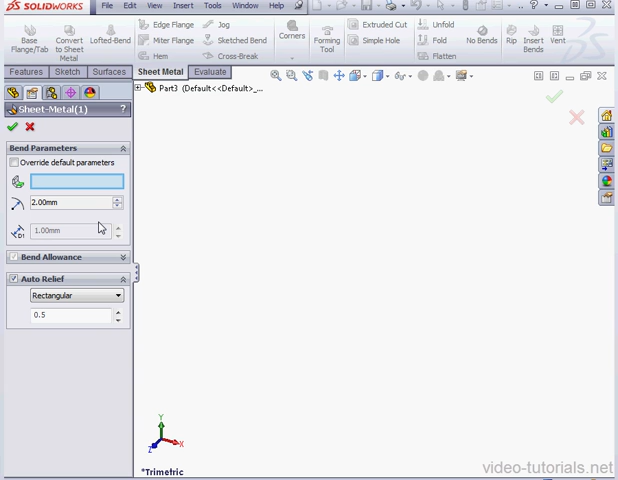 SOLIDWORKS File Edit View Insert Tools Window Help
Base Flange/Tab
Convert to Sheet Metal
Lofted-Bend
Edge Flange
Miter Flange
Hem
Jog
Sketched Bend
Cross-Break
Corners
Forming Tool
Extruded Cut
Simple Hole
Unfold
Fold
Flatten
No Bends
Rip
Insert Bends
Vent
Features Sketch Surfaces Sheet Metal Evaluate
Part3 (Default<<Default>_...
Sheet-Metal(1) ?
Bend Parameters
Override default parameters
2.00mm
D1 1.00mm
Bend Allowance
Auto Relief
Rectangular
0.5
Y
X
Z
*Trimetric
video-tutorials.net